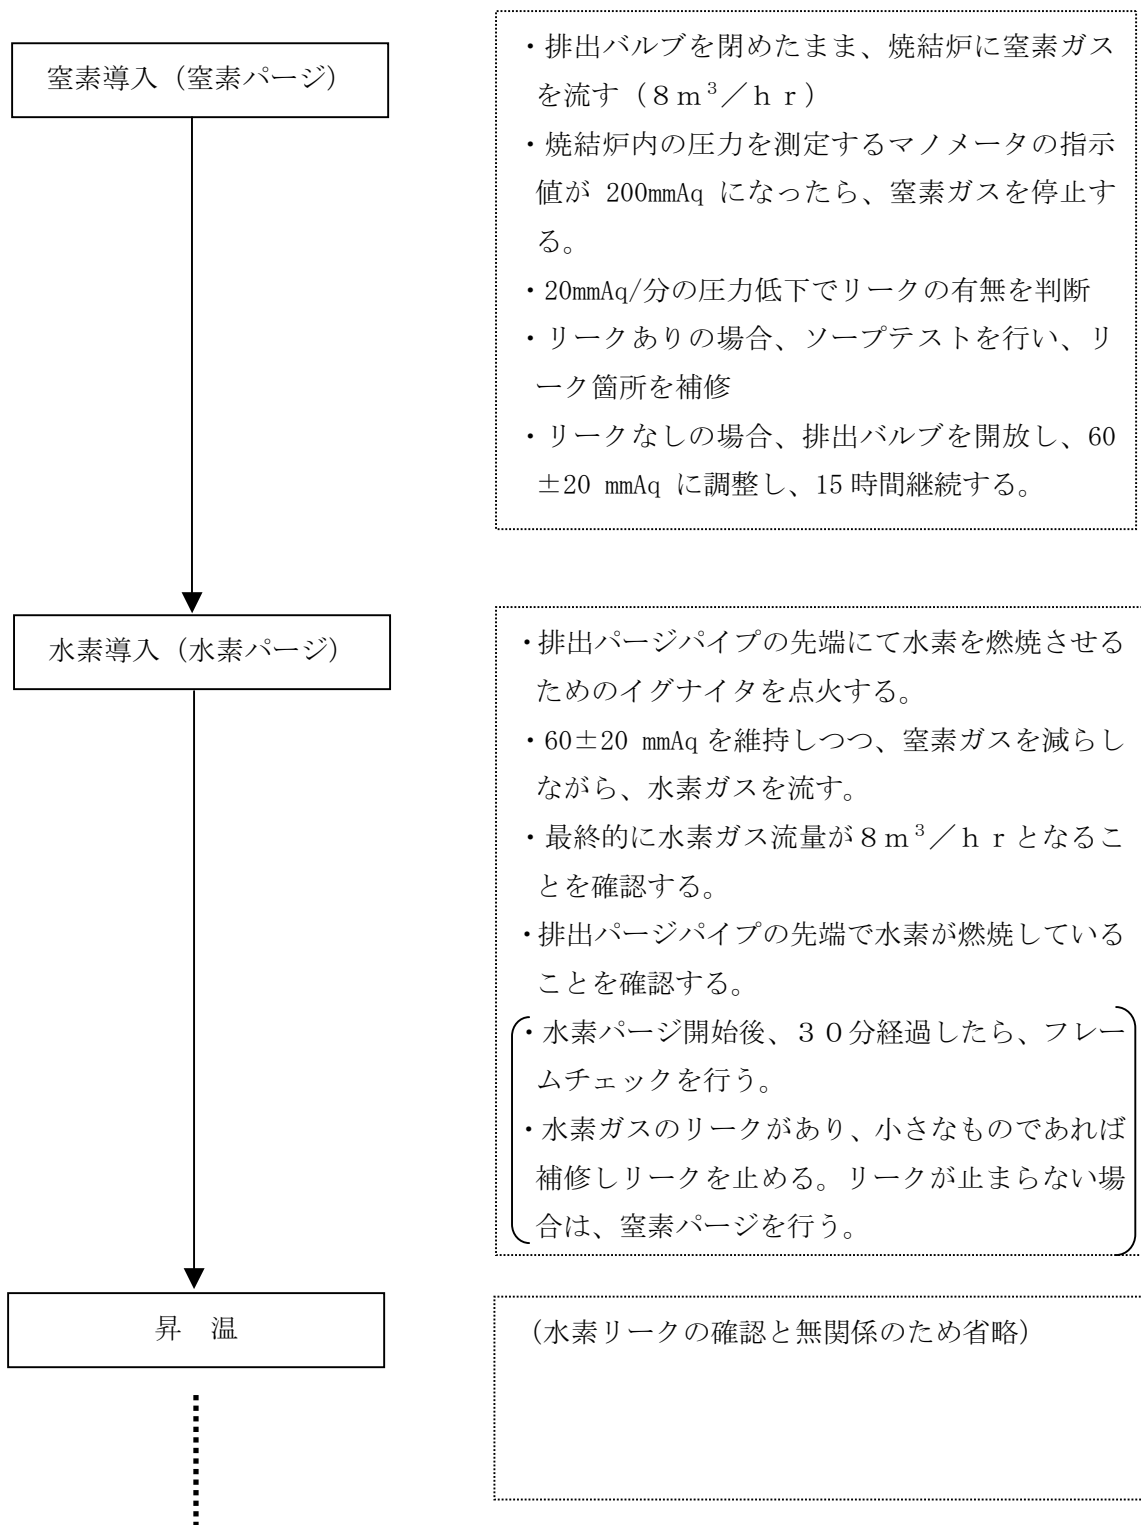 窒素導入（窒素パージ）
・排出バルブを閉めたまま、焼結炉に窒素ガス
を流す（８ｍ³／ｈｒ）
・焼結炉内の圧力を測定するマノメータの指示
値が 200mmAq になったら、窒素ガスを停止す
る。
・20mmAq/分の圧力低下でリークの有無を判断
・リークありの場合、ソープテストを行い、リ
ーク箇所を補修
・リークなしの場合、排出バルブを開放し、60
±20 mmAq に調整し、15 時間継続する。
水素導入（水素パージ）
・排出パージパイプの先端にて水素を燃焼させる
ためのイグナイタを点火する。
・60±20 mmAq を維持しつつ、窒素ガスを減らし
ながら、水素ガスを流す。
・最終的に水素ガス流量が８ｍ³／ｈｒとなるこ
とを確認する。
・排出パージパイプの先端で水素が燃焼している
ことを確認する。
・水素パージ開始後、３０分経過したら、フレー
ムチェックを行う。
・水素ガスのリークがあり、小さなものであれば
補修しリークを止める。リークが止まらない場
合は、窒素パージを行う。
昇　温
（水素リークの確認と無関係のため省略）